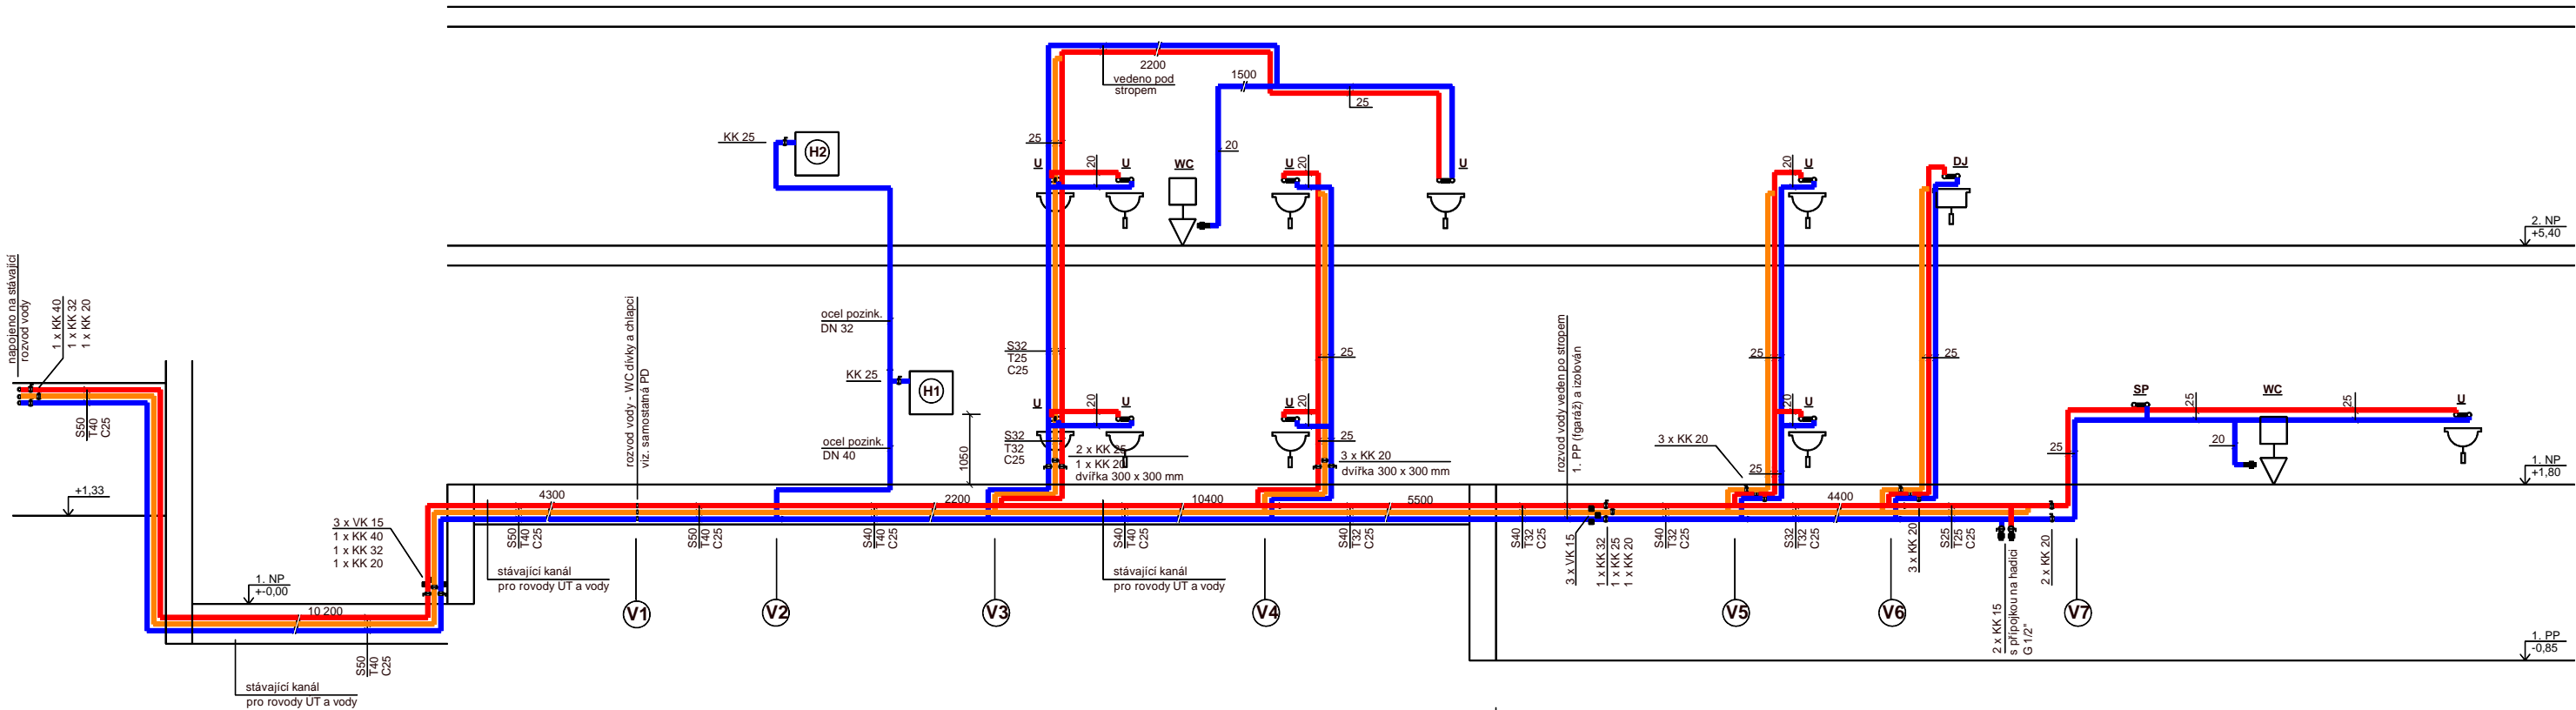 2200
vedeno pod
stropem
1500
25
KK 25
H2
25
20
U
20
U
WC
U
20
U
20
U
DJ
2. NP
+5,40
napojeno na stávající
rozvod vody
1 x KK 40
1 x KK 32
1 x KK 20
S50
T40
C25
+1,33
ocel pozink.
DN 32
KK 25
H1
ocel pozink.
DN 40
1050
rozvod vody - WC dívky a chlapci
viz. samostatná PD
S32
T25
C25
U
20
U
S32
T32
C25
2 x KK 25
1 x KK 20
dvířka 300 x 300 mm
25
U
20
25
3 x KK 20
dvířka 300 x 300 mm
rozvod vody veden po stropem
1. PP (fgaráž) a izolován
25
20
U
3 x KK 20
25
25
SP
25
WC
25
U
20
25
1. NP
+1,80
3 x VK 15
1 x KK 40
1 x KK 32
1 x KK 20
4300
2200
10400
5500
4400
S50
T40
C25
S50
T40
C25
S40
T40
C25
S40
T40
C25
S40
T32
C25
S40
T32
C25
3 x VK 15
1 x KK 32
1 x KK 25
1 x KK 20
S40
T32
C25
S32
T32
C25
3 x KK 20
S25
T25
C25
2 x KK 15
s přípojkou na hadici
G 1/2"
2 x KK 20
stávající kanál
pro rovody UT a vody
stávající kanál
pro rovody UT a vody
1. NP
+-0,00
10 200
S50
T40
C25
V1
V2
V3
V4
V5
V6
V7
1. PP
-0,85
stávající kanál
pro rovody UT a vody